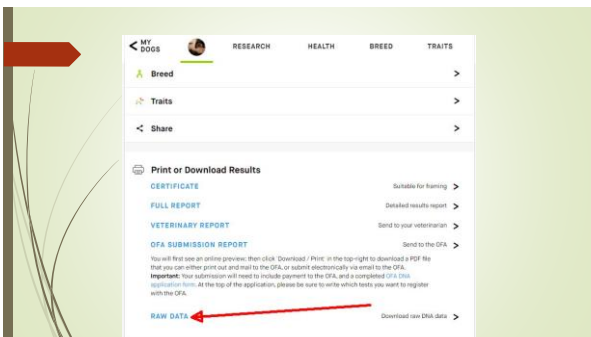 < MY DOGS RESEARCH HEALTH BREED TRAITS
Breed >
Traits >
Share >
Print or Download Results
CERTIFICATE Suitable for framing >
FULL REPORT Detailed results report >
VETERINARY REPORT Send to your veterinarian >
OFA SUBMISSION REPORT Send to the OFA >
You will first see an online preview; then click 'Download / Print' in the top-right to download a PDF file
that you can either print out and mail to the OFA, or submit electronically via email to the OFA.
Important: Your submission will need to include payment to the OFA, and a completed OFA DNA
application form. At the top of the application, please be sure to write which tests you want to register
with the OFA.
RAW DATA Download raw DNA data >